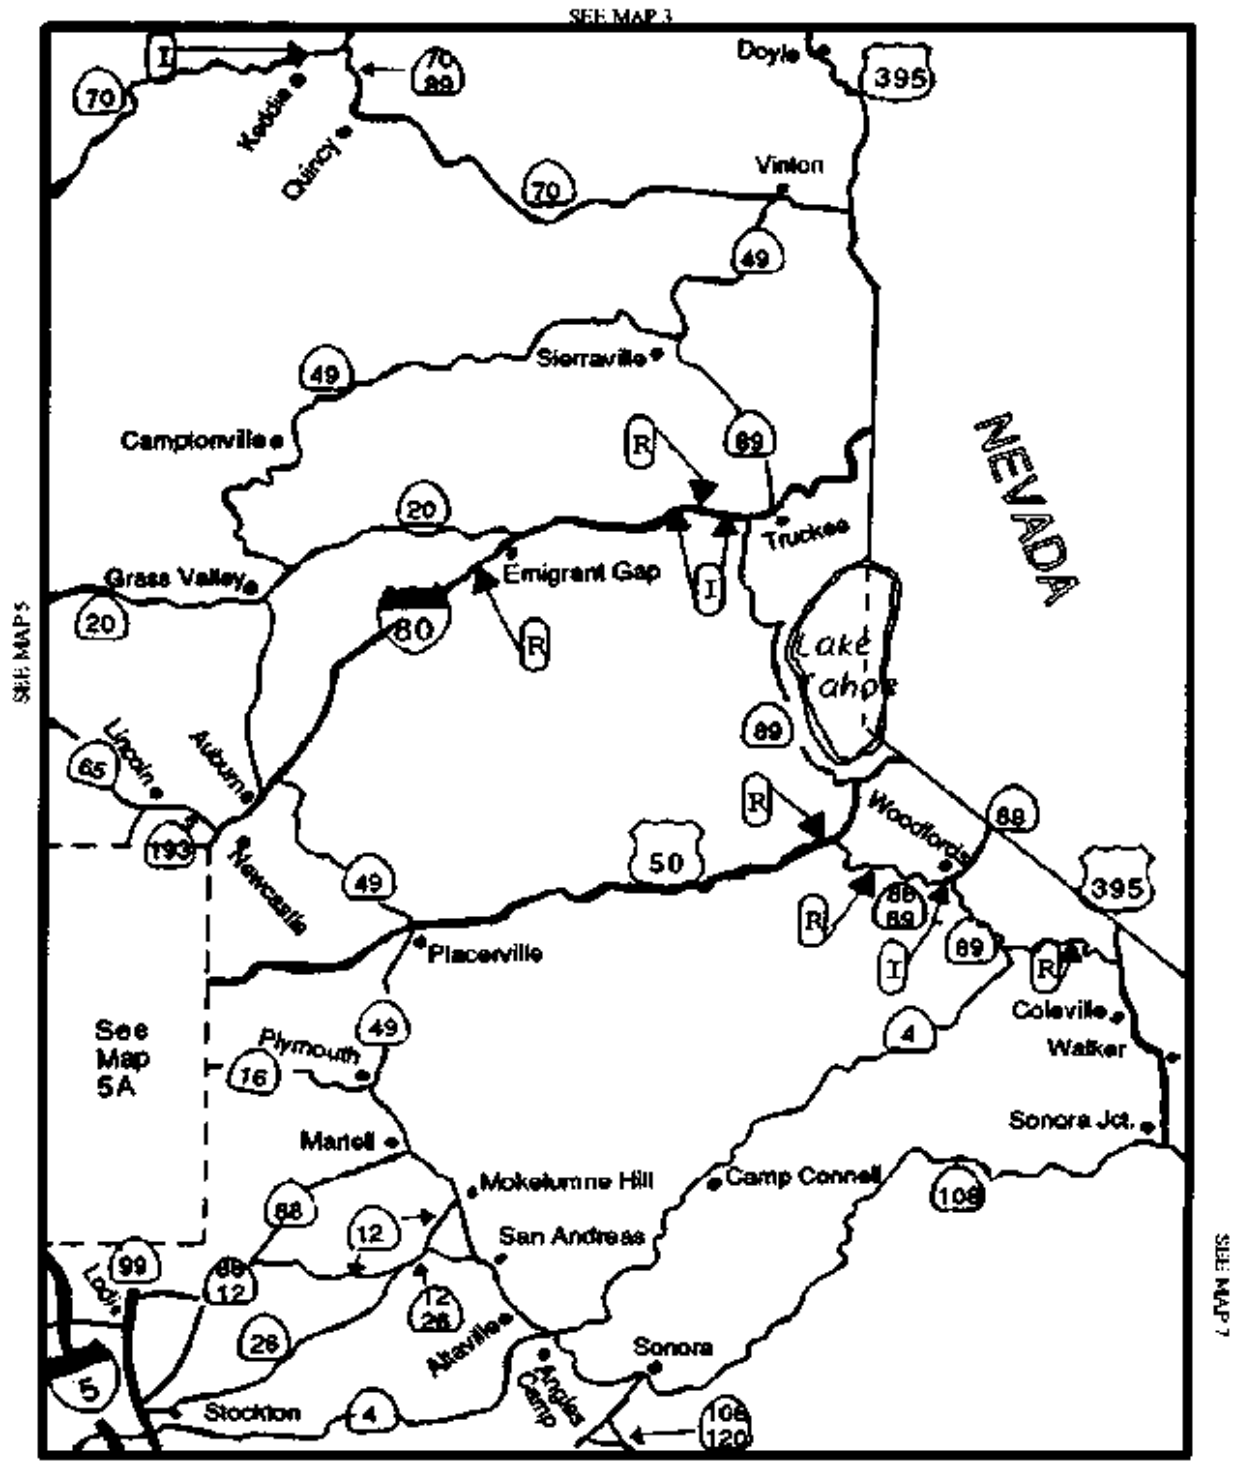 SEE MAP 3
I
70
70
89
Doyle
395
Keddie
Quincy
70
Vinton
49
Sierraville
49
Camptonville
R
89
NEVADA
20
Truckee
Emigrant Gap
I
Grass Valley
20
80
R
SEE MAP 5
Lake
Tahoe
89
Lincoln
65
Auburn
R
Woodfords
88
193
Newcastle
50
49
395
R
88
89
89
I
R
Placerville
See
Map
5A
49
Plymouth
16
4
Coleville
Walker
Martell
Sonora Jct.
Mokelumne Hill
Camp Connell
108
88
12
San Andreas
99
Lodi
88
12
12
26
26
Altaville
SEE MAP 7
Sonora
5
Angles
Camp
Stockton
4
108
120